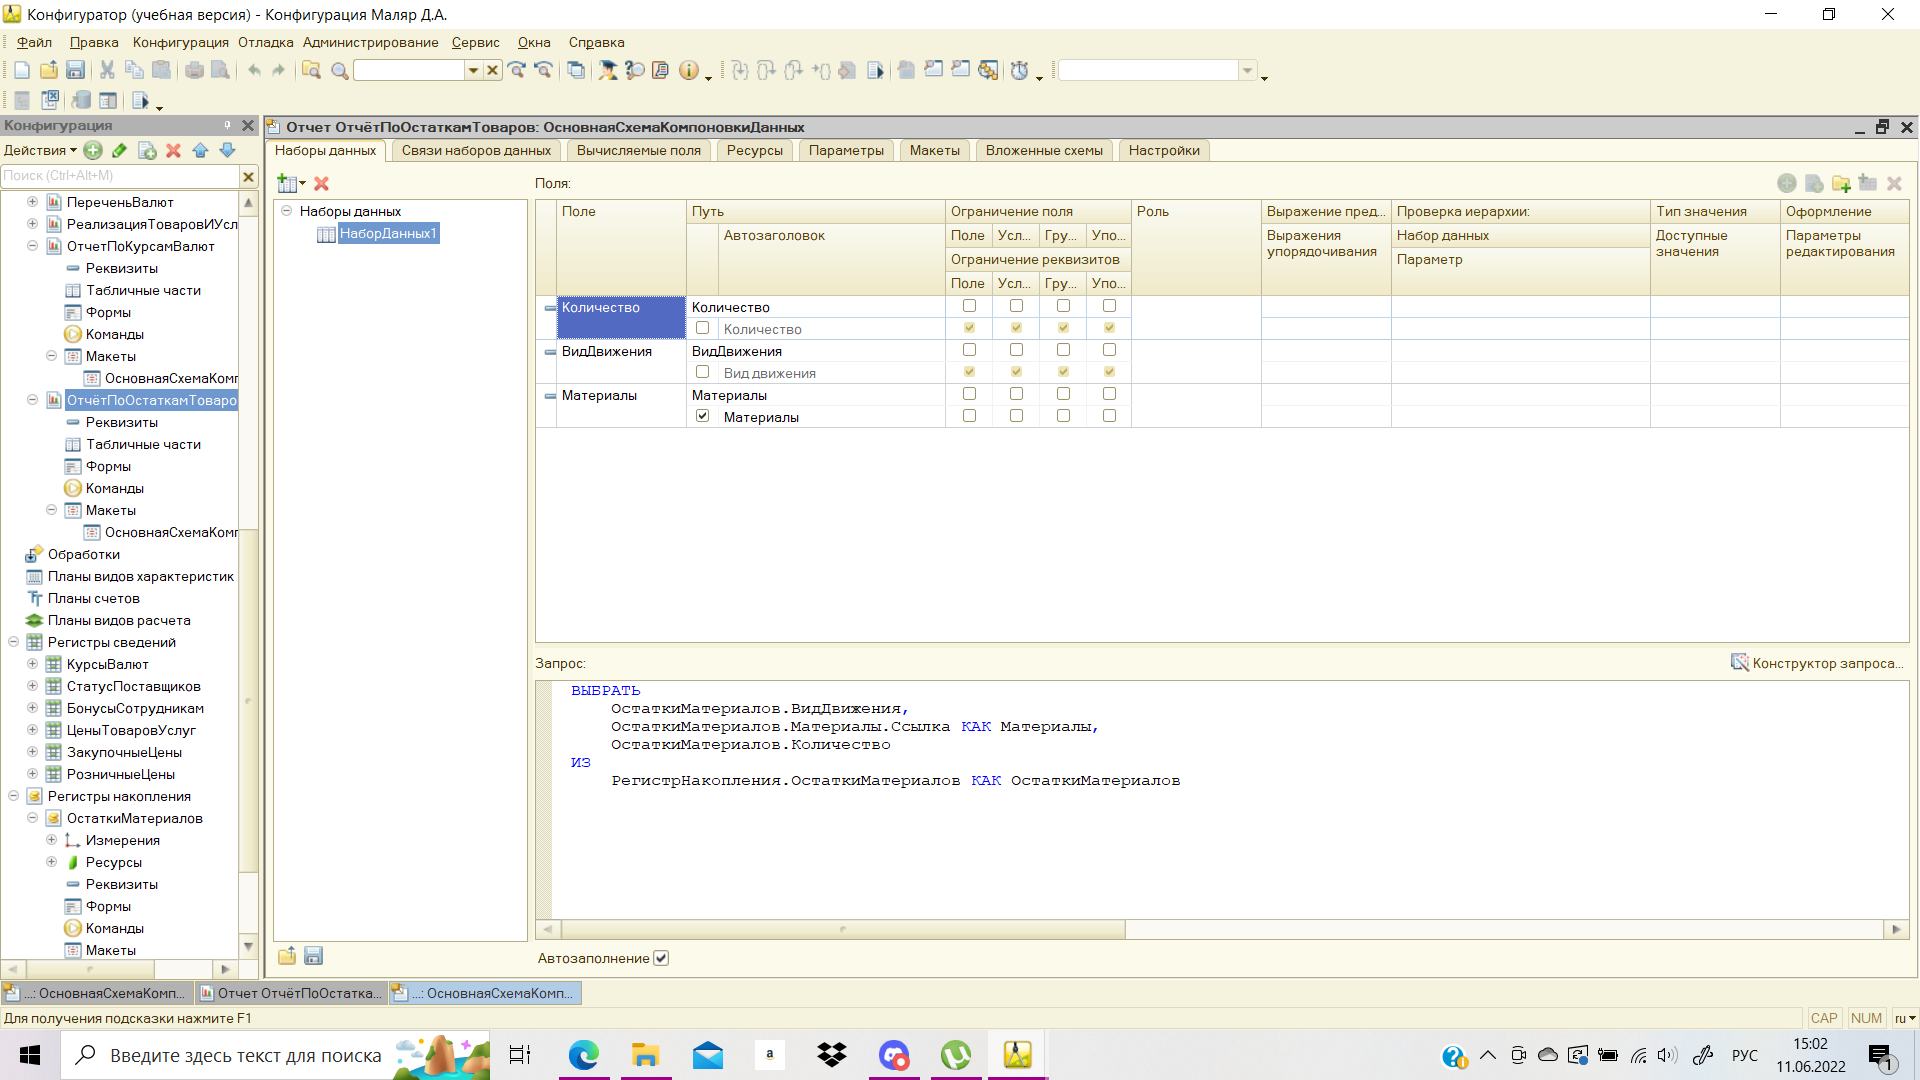 Конфигуратор (учебная версия) - Конфигурация Маляр Д.А.
Файл Правка Конфигурация Отладка Администрирование Сервис Окна Справка
Конфигурация
Отчет ОтчётПоОстаткамТоваров: ОсновнаяСхемаКомпоновкиДанных
Действия
Наборы данных Связи наборов данных Вычисляемые поля Ресурсы Параметры Макеты Вложенные схемы Настройки
Поиск (Ctrl+Alt+M)
ПереченьВалют
РеализацияТоваровИУсл
ОтчетПоКурсамВалют
Реквизиты
Табличные части
Формы
Команды
Макеты
ОсновнаяСхемаКомп
ОтчётПоОстаткамТоваро
Реквизиты
Табличные части
Формы
Команды
Макеты
ОсновнаяСхемаКомп
Обработки
Планы видов характеристик
Планы счетов
Планы видов расчета
Регистры сведений
КурсыВалют
СтатусПоставщиков
БонусыСотрудникам
ЦеныТоваровУслуг
ЗакупочныеЦены
РозничныеЦены
Регистры накопления
ОстаткиМатериалов
Измерения
Ресурсы
Реквизиты
Формы
Команды
Макеты
Наборы данных
НаборДанных1
Поля:
Поле Путь Ограничение поля Роль Выражение пред... Проверка иерархии: Тип значения Оформление
Автозаголовок Поле Усл... Гру... Упо... Выражения упорядочивания Набор данных Доступные значения Параметры редактирования
Ограничение реквизитов Параметр
Поле Усл... Гру... Упо...
Количество Количество
Количество
ВидДвижения ВидДвижения
Вид движения
Материалы Материалы
Материалы
Запрос: Конструктор запроса...
ВЫБРАТЬ
ОстаткиМатериалов.ВидДвижения,
ОстаткиМатериалов.Материалы.Ссылка КАК Материалы,
ОстаткиМатериалов.Количество
ИЗ
РегистрНакопления.ОстаткиМатериалов КАК ОстаткиМатериалов
Автозаполнение
...: ОсновнаяСхемаКомп... Отчет ОтчётПоОстатка... ...: ОсновнаяСхемаКомп...
Для получения подсказки нажмите F1 CAP NUM ru
Введите здесь текст для поиска
a
РУС
15:02
11.06.2022
1